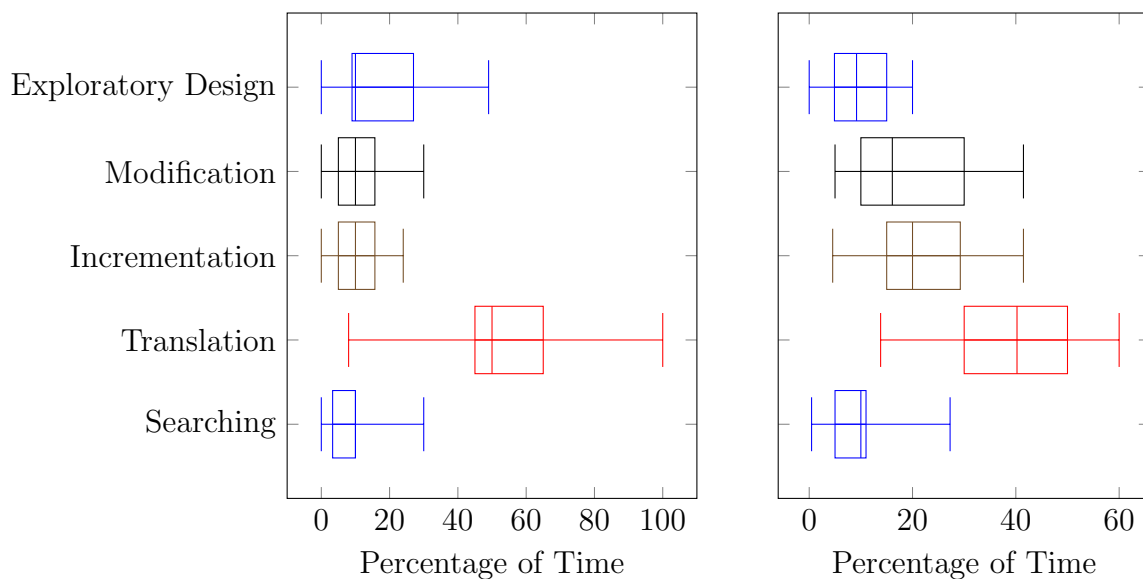 Exploratory Design
Modification
Incrementation
Translation
Searching
0 20 40 60 80 100
Percentage of Time
0 20 40 60
Percentage of Time